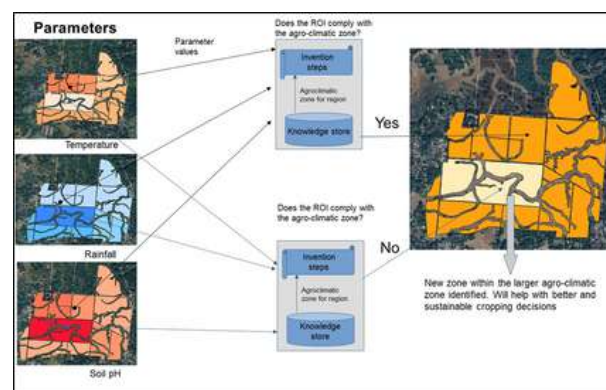 Parameters
Parameter
values
Temperature
Rainfall
Soil pH
Does the ROI comply with
the agro-climatic zone?
Invention
steps
Agroclimatic
zone for region
Knowledge store
Yes
Does the ROI comply with
the agro-climatic zone?
Invention
steps
Agroclimatic
zone for region
Knowledge
store
No
New zone within the larger agro-climatic
zone identified. Will help with better and
sustainable cropping decisions